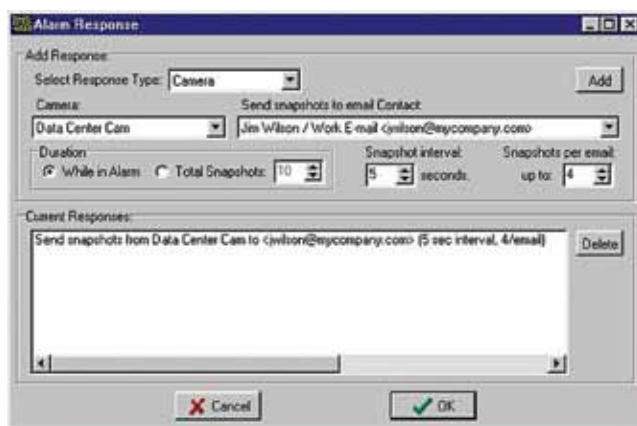 Alarm Response
Add Response:
Select Response Type: Camera
Add
Camera: Send snapshots to email Contact:
Data Center Cam Jim Wilson / Work E-mail <jwilson@mycompany.com>
Duration Snapshot interval: Snapshots per email:
While in Alarm Total Snapshots: 10 5 seconds. up to: 4
Current Responses:
Send snapshots from Data Center Cam to <jwilson@mycompany.com> (5 sec interval, 4/email)
Delete
Cancel OK